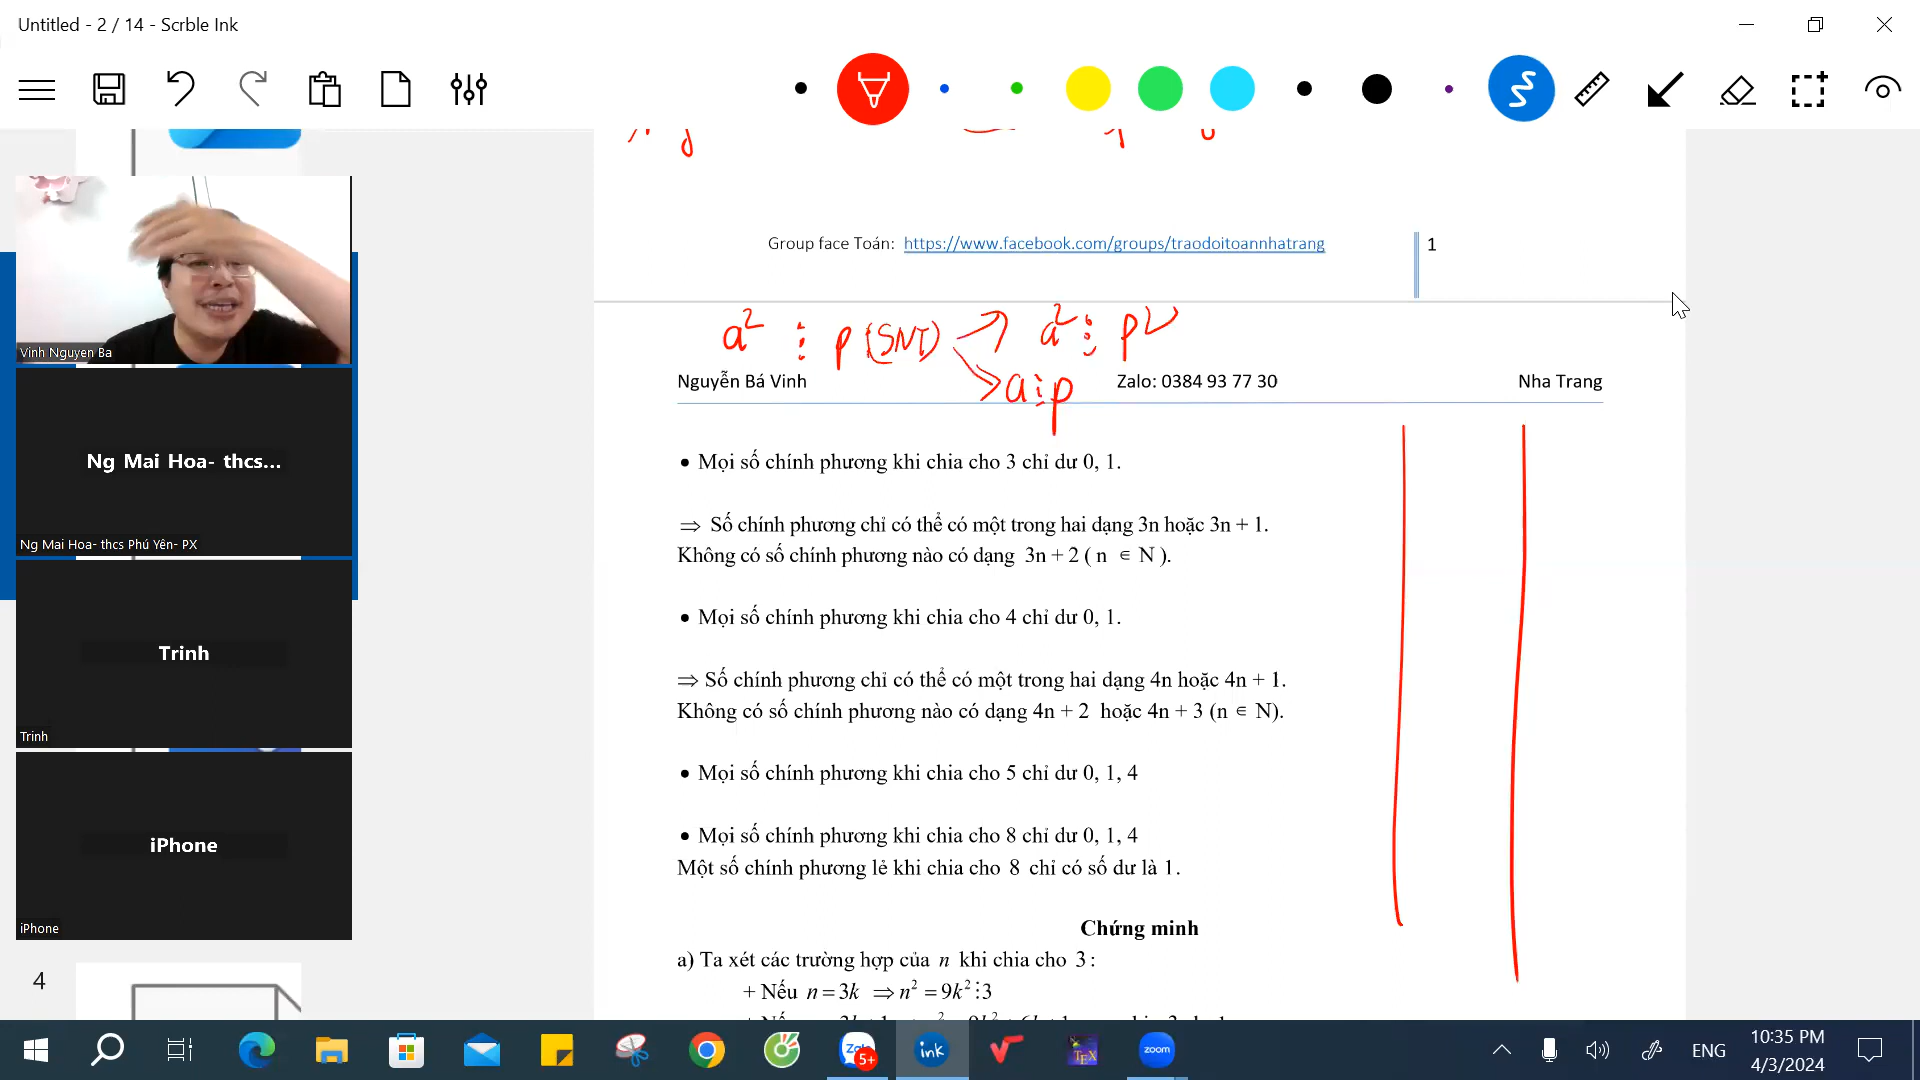 Untitled - 2 / 14 - Scrble Ink
Group face Toán: https://www.facebook.com/groups/traodoitoannhatrang
1
a² ⋮ p (SNT) → a² ⋮ p²
→ a ⋮ p
Nguyễn Bá Vinh Zalo: 0384 93 77 30 Nha Trang
• Mọi số chính phương khi chia cho 3 chỉ dư 0, 1.
⇒ Số chính phương chỉ có thể có một trong hai dạng 3n hoặc 3n + 1.
Không có số chính phương nào có dạng 3n + 2 ( n ∈ N ).
• Mọi số chính phương khi chia cho 4 chỉ dư 0, 1.
⇒ Số chính phương chỉ có thể có một trong hai dạng 4n hoặc 4n + 1.
Không có số chính phương nào có dạng 4n + 2 hoặc 4n + 3 (n ∈ N).
• Mọi số chính phương khi chia cho 5 chỉ dư 0, 1, 4
• Mọi số chính phương khi chia cho 8 chỉ dư 0, 1, 4
Một số chính phương lẻ khi chia cho 8 chỉ có số dư là 1.
Chứng minh
a) Ta xét các trường hợp của n khi chia cho 3 :
+ Nếu n = 3k ⇒ n² = 9k² ⋮ 3
Vinh Nguyen Ba
Ng Mai Hoa- thcs...
Ng Mai Hoa- thcs Phú Yên- PX
Trinh
Trinh
iPhone
iPhone
4
Zalo
5+
ink
TEX
zoom
ENG
10:35 PM
4/3/2024